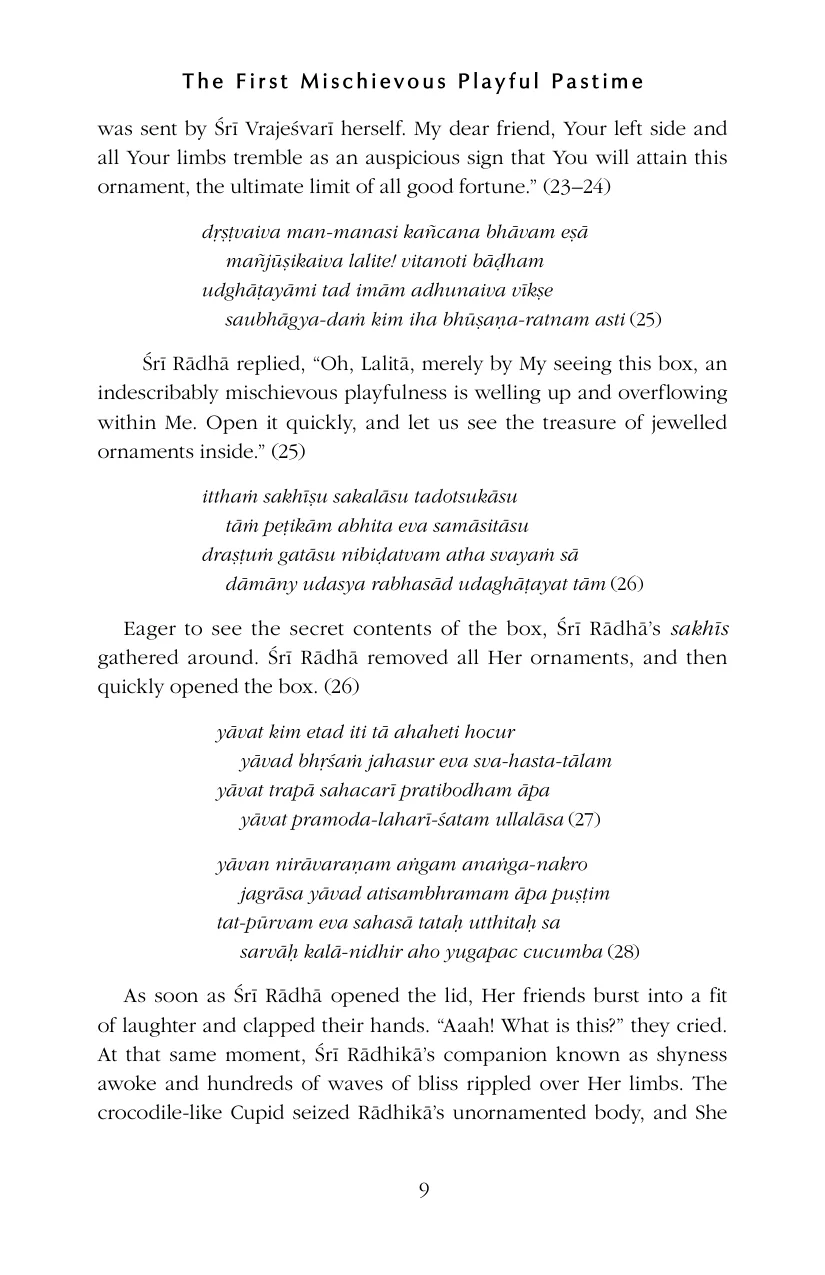 The First Mischievous Playful Pastime
was sent by Śrī Vrajeśvarī herself. My dear friend, Your left side and
all Your limbs tremble as an auspicious sign that You will attain this
ornament, the ultimate limit of all good fortune.” (23–24)
dṛṣṭvaiva man-manasi kañcana bhāvam eṣā
mañjūṣikaiva lalite! vitanoti bāḍham
udghāṭayāmi tad imām adhunaiva vīkṣe
saubhāgya-daṁ kim iha bhūṣaṇa-ratnam asti (25)
Śrī Rādhā replied, “Oh, Lalitā, merely by My seeing this box, an
indescribably mischievous playfulness is welling up and overflowing
within Me. Open it quickly, and let us see the treasure of jewelled
ornaments inside.” (25)
itthaṁ sakhīṣu sakalāsu tadotsukāsu
tāṁ peṭikām abhita eva samāsitāsu
draṣṭuṁ gatāsu nibiḍatvam atha svayaṁ sā
dāmāny udasya rabhasād udaghāṭayat tām (26)
Eager to see the secret contents of the box, Śrī Rādhā’s sakhīs
gathered around. Śrī Rādhā removed all Her ornaments, and then
quickly opened the box. (26)
yāvat kim etad iti tā ahaheti hocur
yāvad bhṛśaṁ jahasur eva sva-hasta-tālam
yāvat trapā sahacarī pratibodham āpa
yāvat pramoda-laharī-śatam ullalāsa (27)
yāvan nirāvaraṇam aṅgam anaṅga-nakro
jagrāsa yāvad atisambhramam āpa puṣṭim
tat-pūrvam eva sahasā tataḥ utthitaḥ sa
sarvāḥ kalā-nidhir aho yugapac cucumba (28)
As soon as Śrī Rādhā opened the lid, Her friends burst into a fit
of laughter and clapped their hands. “Aaah! What is this?” they cried.
At that same moment, Śrī Rādhikā’s companion known as shyness
awoke and hundreds of waves of bliss rippled over Her limbs. The
crocodile-like Cupid seized Rādhikā’s unornamented body, and She
9